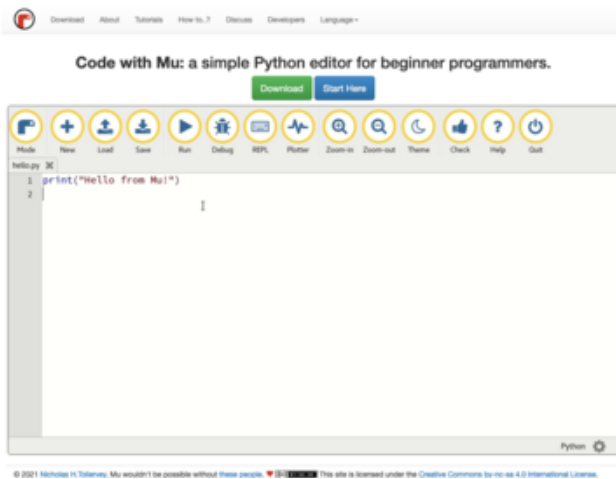 Download About Tutorials How to..? Discuss Developers Language
Code with Mu: a simple Python editor for beginner programmers.
Download Start Here
Mode New Load Save Run Debug REPL Plotter Zoom-in Zoom-out Theme Check Help Quit
hello.py
1 print("Hello from Mu!")
2
Python
© 2021 Nicholas H.Tollervey. Mu wouldn't be possible without these people. This site is licensed under the Creative Commons by-nc-sa 4.0 International License.